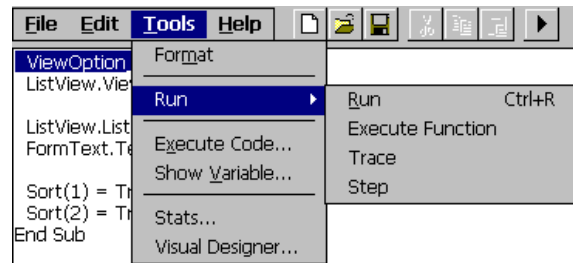 File Edit Tools Help
ViewOption
ListView.Vie
ListView.List
FormText.Te
Sort(1) = Tr
Sort(2) = Tr
End Sub
Format
Run
Execute Code...
Show Variable...
Stats...
Visual Designer...
Run Ctrl+R
Execute Function
Trace
Step